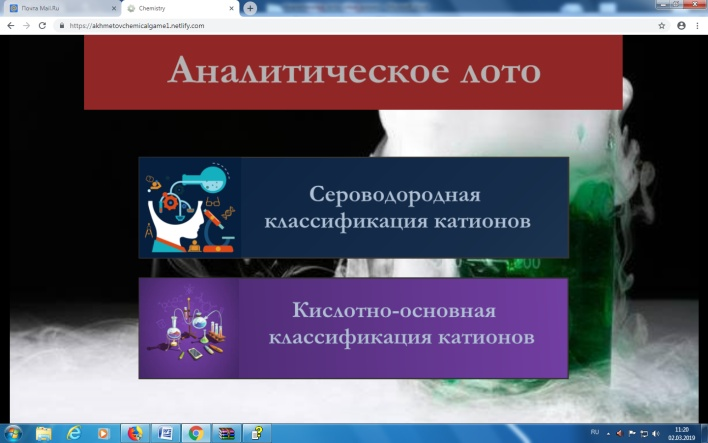 Почта Mail.Ru
Chemistry
https://akhmetovchemicalgame1.netlify.com
Аналитическое лото
Сероводородная
классификация катионов
Кислотно-основная
классификация катионов
RU
11:20
02.03.2019